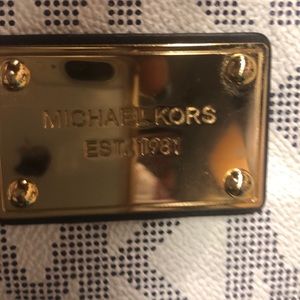 MICHAEL KORS
EST. 1981